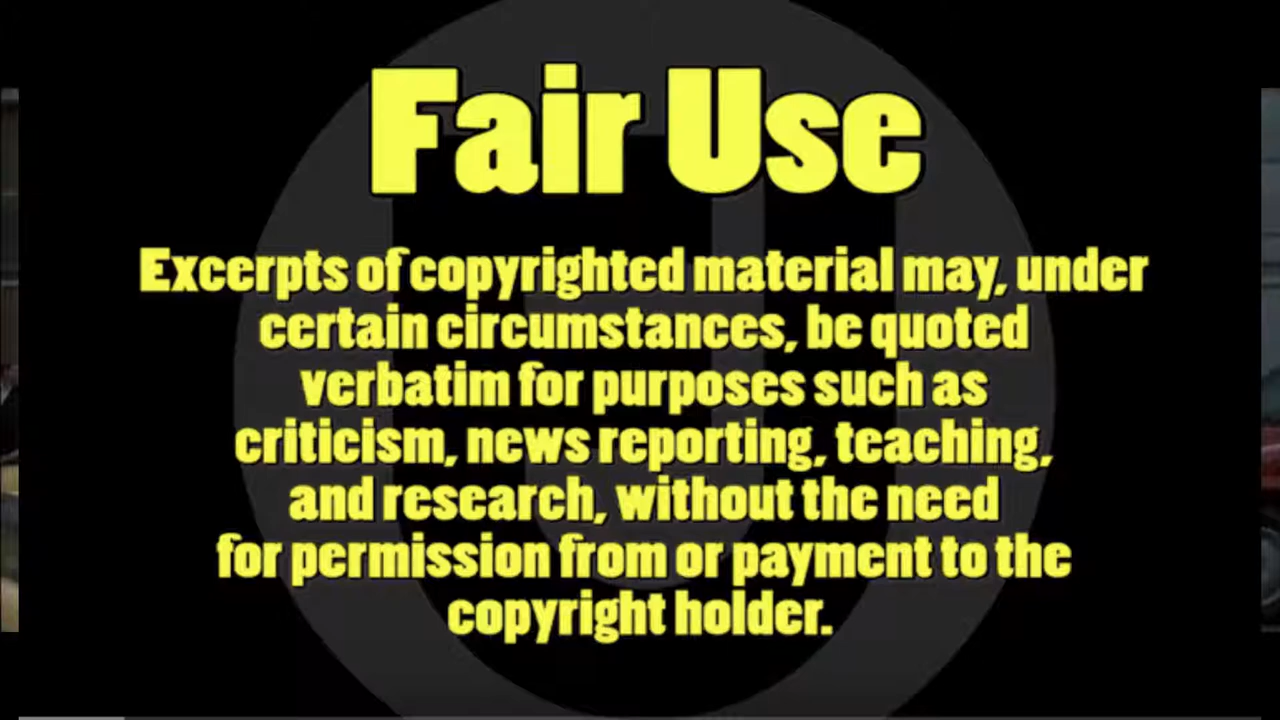 Fair Use
Excerpts of copyrighted material may, under
certain circumstances, be quoted
verbatim for purposes such as
criticism, news reporting, teaching,
and research, without the need
for permission from or payment to the
copyright holder.